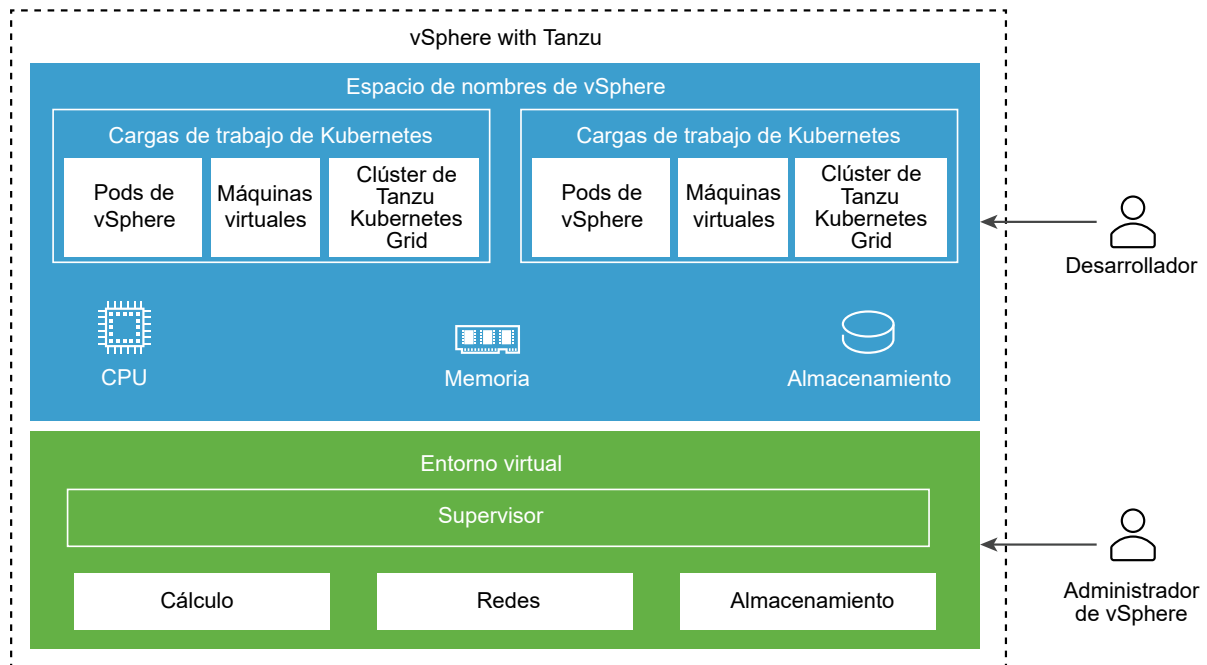 vSphere with Tanzu
Espacio de nombres de vSphere
Cargas de trabajo de Kubernetes
Pods de
vSphere
Máquinas
virtuales
Clúster de
Tanzu
Kubernetes
Grid
Cargas de trabajo de Kubernetes
Pods de
vSphere
Máquinas
virtuales
Clúster de
Tanzu
Kubernetes
Grid
Desarrollador
CPU
Memoria
Almacenamiento
Entorno virtual
Supervisor
Cálculo
Redes
Almacenamiento
Administrador
de vSphere